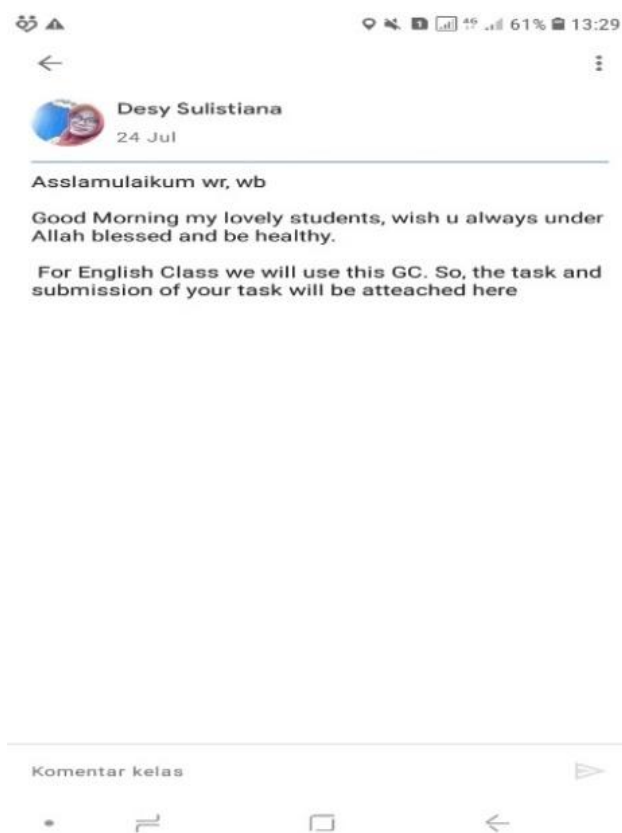 4G 61% 13:29
Desy Sulistiana
24 Jul
Asslamulaikum wr, wb
Good Morning my lovely students, wish u always under
Allah blessed and be healthy.
For English Class we will use this GC. So, the task and
submission of your task will be atteached here
Komentar kelas